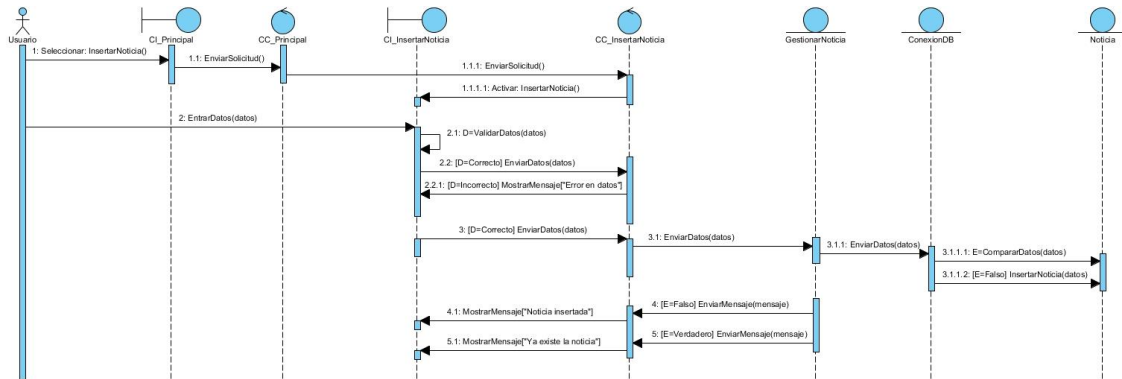 Usuario
CI_Principal
CC_Principal
CI_InsertarNoticia
CC_InsertarNoticia
GestionarNoticia
ConexionDB
Noticia
1: Seleccionar: InsertarNoticia()
1.1: EnviarSolicitud()
1.1.1: EnviarSolicitud()
1.1.1.1: Activar: InsertarNoticia()
2: EntrarDatos(datos)
2.1: D=ValidarDatos(datos)
2.2: [D=Correcto] EnviarDatos(datos)
2.2.1: [D=Incorrecto] MostrarMensaje["Error en datos"]
3: [D=Correcto] EnviarDatos(datos)
3.1: EnviarDatos(datos)
3.1.1: EnviarDatos(datos)
3.1.1.1: E=CompararDatos(datos)
3.1.1.2: [E=Falso] InsertarNoticia(datos)
4: [E=Falso] EnviarMensaje(mensaje)
4.1: MostrarMensaje["Noticia insertada"]
5: [E=Verdadero] EnviarMensaje(mensaje)
5.1: MostrarMensaje["Ya existe la noticia"]